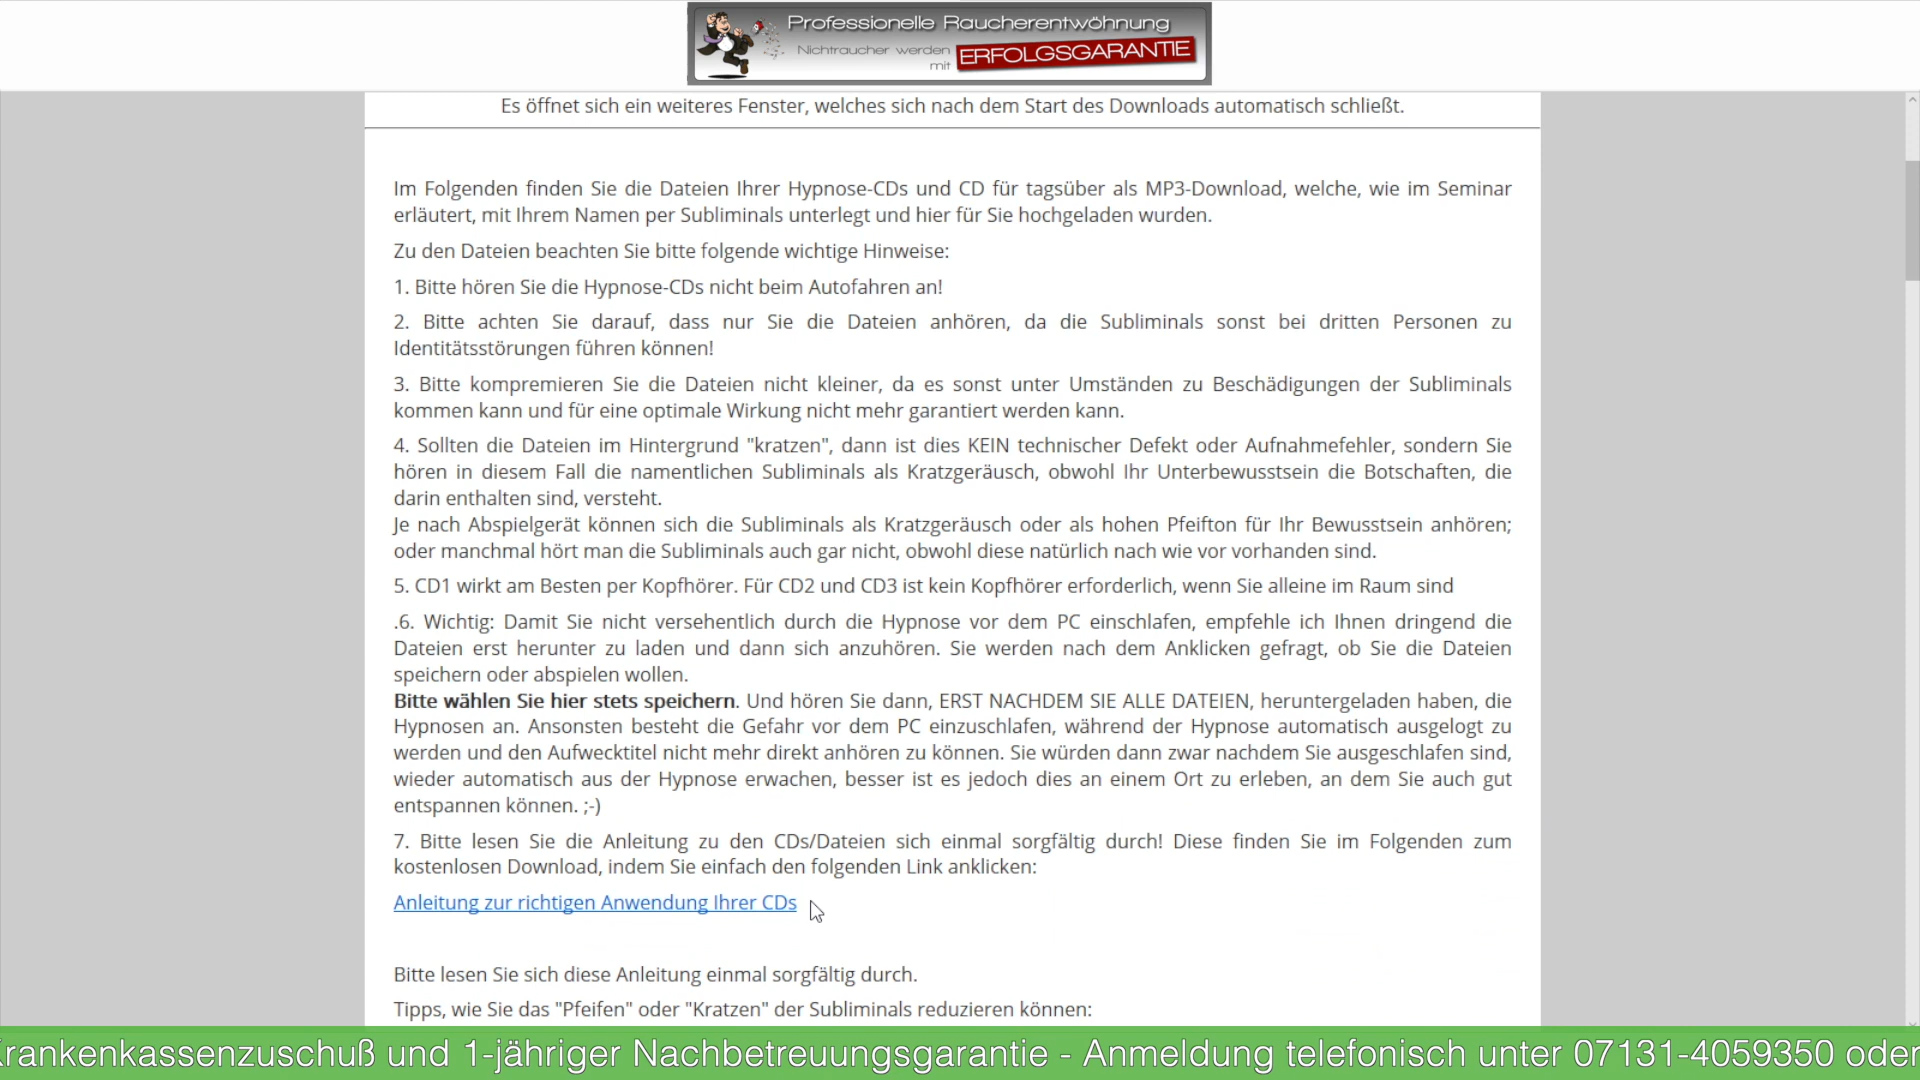 Professionelle Raucherentwöhnung
Nichtraucher werden
mit ERFOLGSGARANTIE
Es öffnet sich ein weiteres Fenster, welches sich nach dem Start des Downloads automatisch schließt.
Im Folgenden finden Sie die Dateien Ihrer Hypnose-CDs und CD für tagsüber als MP3-Download, welche, wie im Seminar
erläutert, mit Ihrem Namen per Subliminals unterlegt und hier für Sie hochgeladen wurden.
Zu den Dateien beachten Sie bitte folgende wichtige Hinweise:
1. Bitte hören Sie die Hypnose-CDs nicht beim Autofahren an!
2. Bitte achten Sie darauf, dass nur Sie die Dateien anhören, da die Subliminals sonst bei dritten Personen zu
Identitätsstörungen führen können!
3. Bitte kompremieren Sie die Dateien nicht kleiner, da es sonst unter Umständen zu Beschädigungen der Subliminals
kommen kann und für eine optimale Wirkung nicht mehr garantiert werden kann.
4. Sollten die Dateien im Hintergrund "kratzen", dann ist dies KEIN technischer Defekt oder Aufnahmefehler, sondern Sie
hören in diesem Fall die namentlichen Subliminals als Kratzgeräusch, obwohl Ihr Unterbewusstsein die Botschaften, die
darin enthalten sind, versteht.
Je nach Abspielgerät können sich die Subliminals als Kratzgeräusch oder als hohen Pfeifton für Ihr Bewusstsein anhören;
oder manchmal hört man die Subliminals auch gar nicht, obwohl diese natürlich nach wie vor vorhanden sind.
5. CD1 wirkt am Besten per Kopfhörer. Für CD2 und CD3 ist kein Kopfhörer erforderlich, wenn Sie alleine im Raum sind
.6. Wichtig: Damit Sie nicht versehentlich durch die Hypnose vor dem PC einschlafen, empfehle ich Ihnen dringend die
Dateien erst herunter zu laden und dann sich anzuhören. Sie werden nach dem Anklicken gefragt, ob Sie die Dateien
speichern oder abspielen wollen.
Bitte wählen Sie hier stets speichern. Und hören Sie dann, ERST NACHDEM SIE ALLE DATEIEN, heruntergeladen haben, die
Hypnosen an. Ansonsten besteht die Gefahr vor dem PC einzuschlafen, während der Hypnose automatisch ausgelogt zu
werden und den Aufwecktitel nicht mehr direkt anhören zu können. Sie würden dann zwar nachdem Sie ausgeschlafen sind,
wieder automatisch aus der Hypnose erwachen, besser ist es jedoch dies an einem Ort zu erleben, an dem Sie auch gut
entspannen können. ;-)
7. Bitte lesen Sie die Anleitung zu den CDs/Dateien sich einmal sorgfältig durch! Diese finden Sie im Folgenden zum
kostenlosen Download, indem Sie einfach den folgenden Link anklicken:
Anleitung zur richtigen Anwendung Ihrer CDs
Bitte lesen Sie sich diese Anleitung einmal sorgfältig durch.
Tipps, wie Sie das "Pfeifen" oder "Kratzen" der Subliminals reduzieren können:
Krankenkassenzuschuß und 1-jähriger Nachbetreuungsgarantie - Anmeldung telefonisch unter 07131-4059350 oder